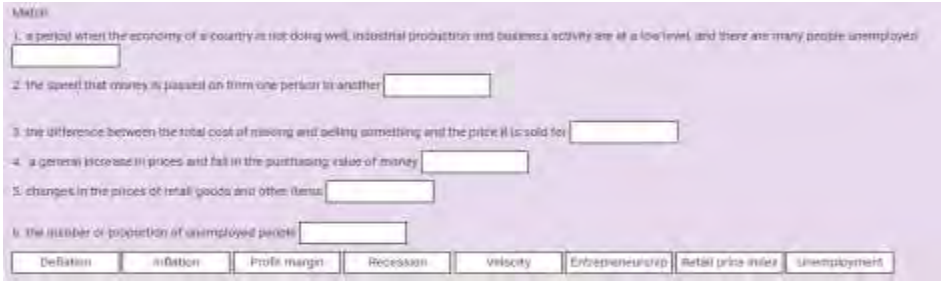 Match
1. a period when the economy of a country is not doing well, industrial production and business activity are at a low level, and there are many people unemployed
2. the speed that money is passed on from one person to another
3. the difference between the total cost of making and selling something and the price it is sold for
4. a general increase in prices and fall in the purchasing value of money
5. changes in the prices of retail goods and other items
6. the number or proportion of unemployed people
Deflation Inflation Profit margin Recession Velocity Entrepreneurship Retail price index Unemployment